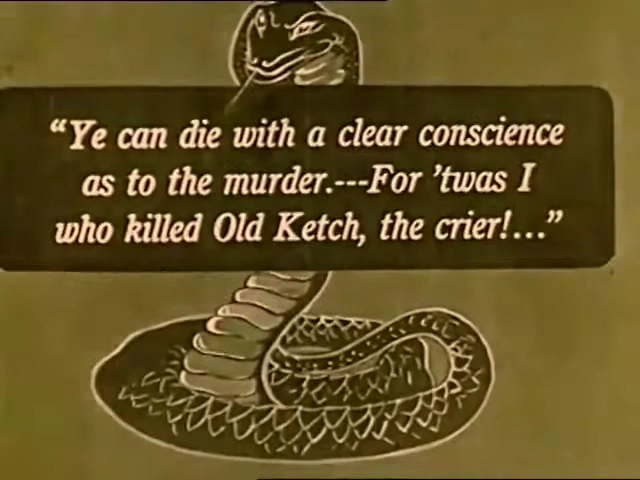 “Ye can die with a clear conscience
as to the murder.---For ’twas I
who killed Old Ketch, the crier!...”